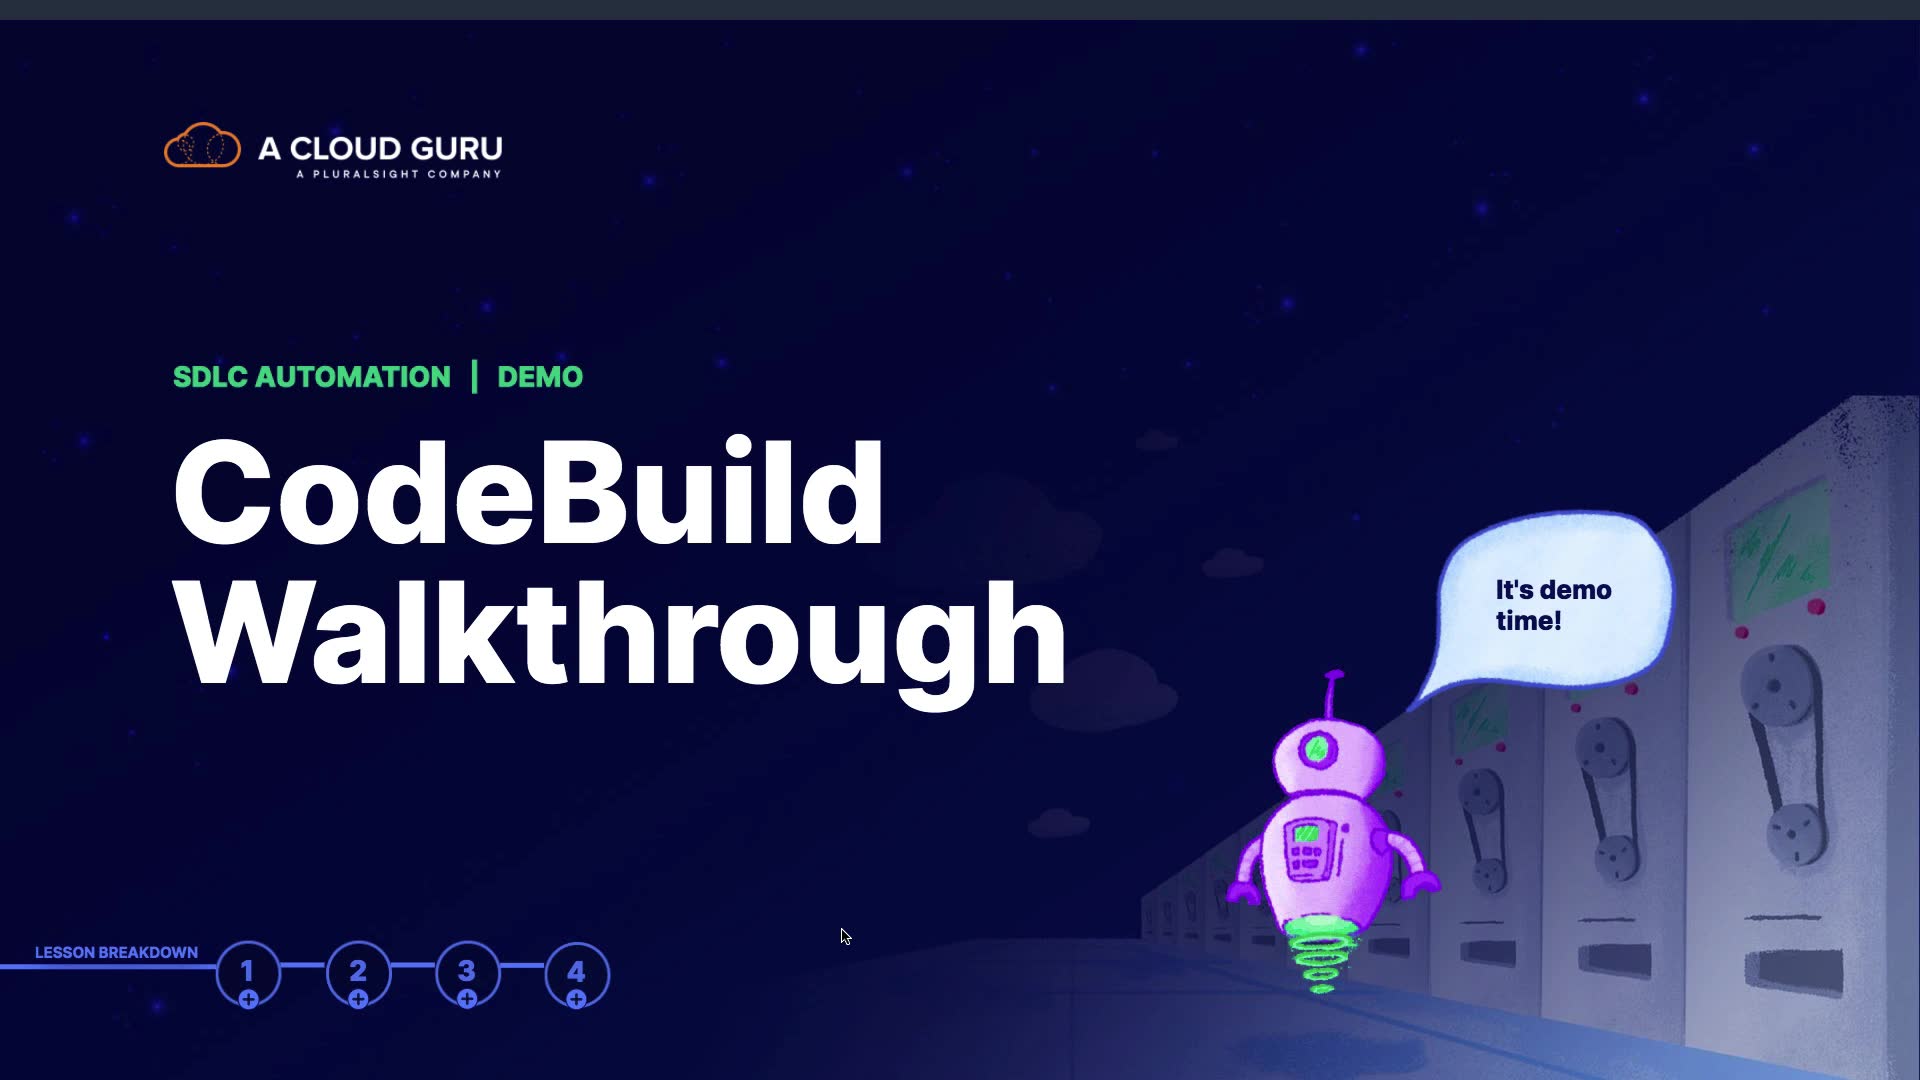 A CLOUD GURU
A PLURALSIGHT COMPANY
SDLC AUTOMATION | DEMO
CodeBuild
Walkthrough
It's demo
time!
LESSON BREAKDOWN
1 2 3 4